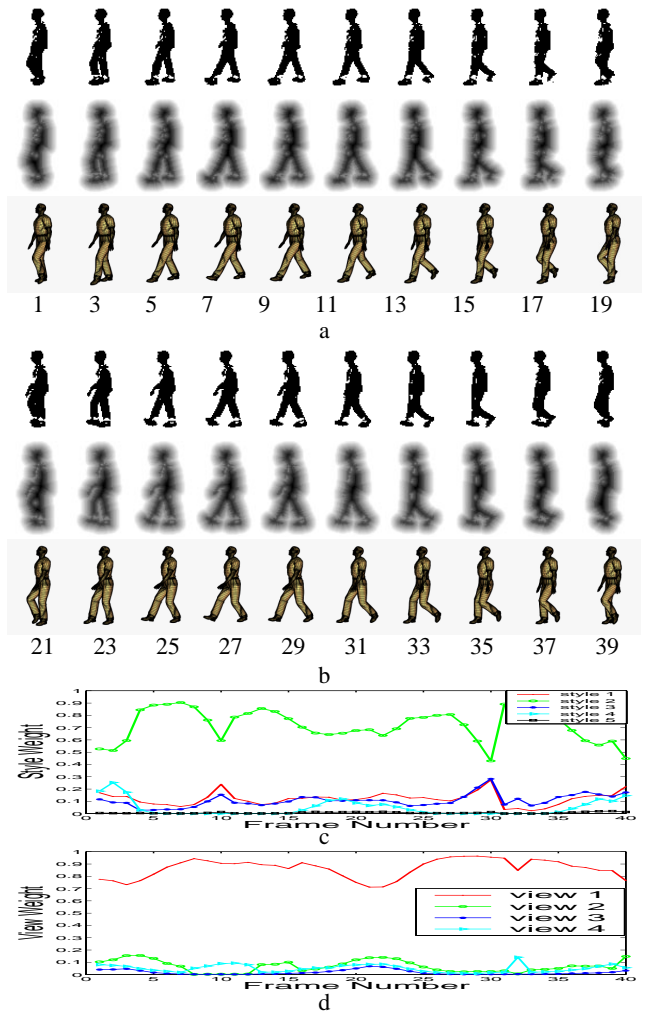 1 3 5 7 9 11 13 15 17 19
a
21 23 25 27 29 31 33 35 37 39
b
1
0.9
0.8
0.7
0.6
0.5
0.4
0.3
0.2
0.1
0
Style Weight
style 1
style 2
style 3
style 4
style 5
0 5 10 15 20 25 30 35 40
Frame Number
c
1
0.9
0.8
0.7
0.6
0.5
0.4
0.3
0.2
0.1
0
View Weight
view 1
view 2
view 3
view 4
0 5 10 15 20 25 30 35 40
Frame Number
d